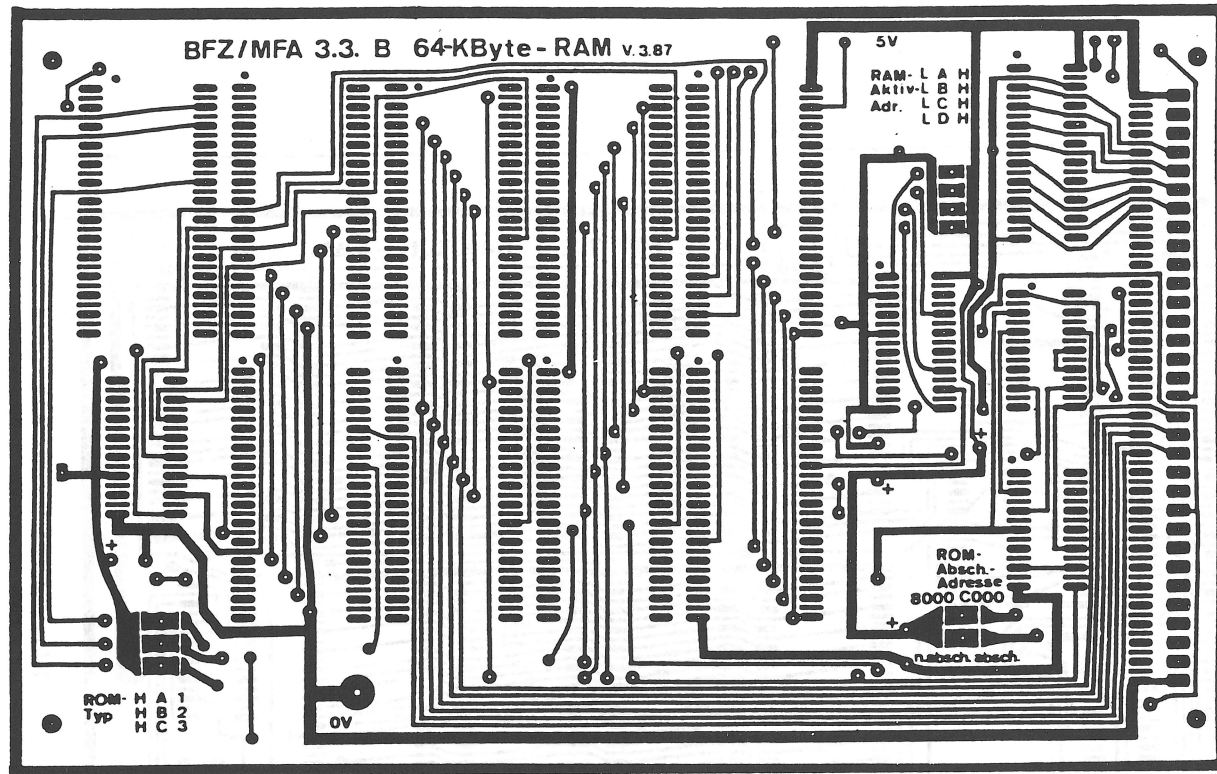 BFZ/MFA 3.3. B 64-KByte-RAM V. 3.87
5V
RAM- L A H
Aktiv- L B H
Adr. L C H
L D H
+
+
+
ROM-
Absch.-
Adresse
8000 C000
+
n.absch. absch.
ROM- H A 1
Typ H B 2
H C 3
0V